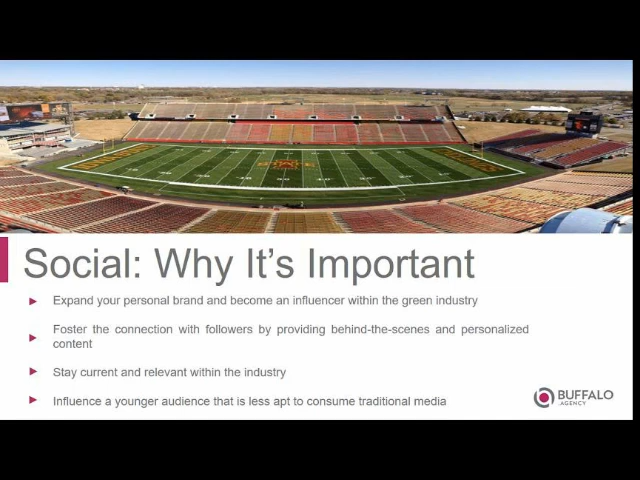 Social: Why It's Important
Expand your personal brand and become an influencer within the green industry
Foster the connection with followers by providing behind-the-scenes and personalized
content
Stay current and relevant within the industry
Influence a younger audience that is less apt to consume traditional media
BUFFALO
AGENCY